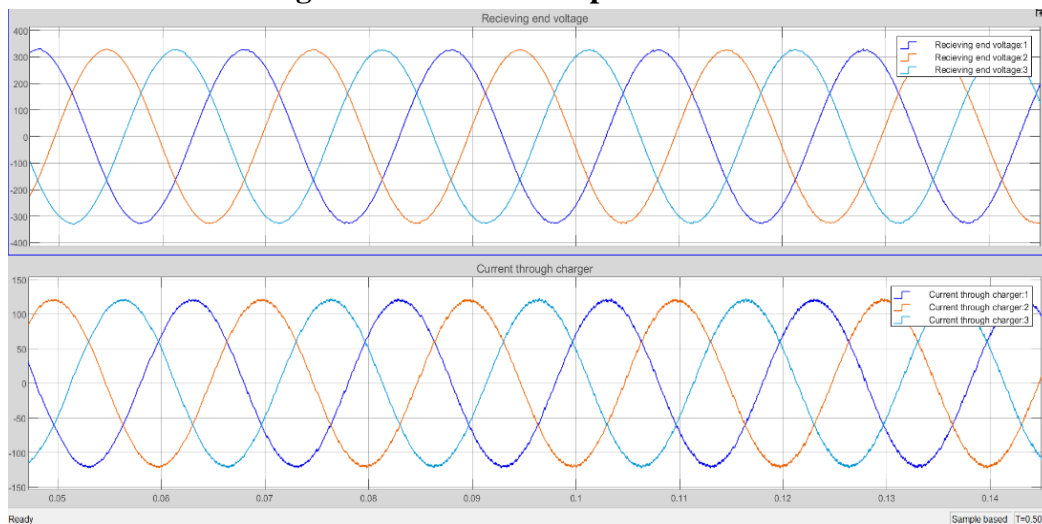 Recieving end voltage
400
300
200
100
0
-100
-200
-300
-400
Recieving end voltage:1
Recieving end voltage:2
Recieving end voltage:3
Current through charger
150
100
50
0
-50
-100
-150
Current through charger:1
Current through charger:2
Current through charger:3
0.05 0.06 0.07 0.08 0.09 0.1 0.11 0.12 0.13 0.14
Ready Sample based T=0.50